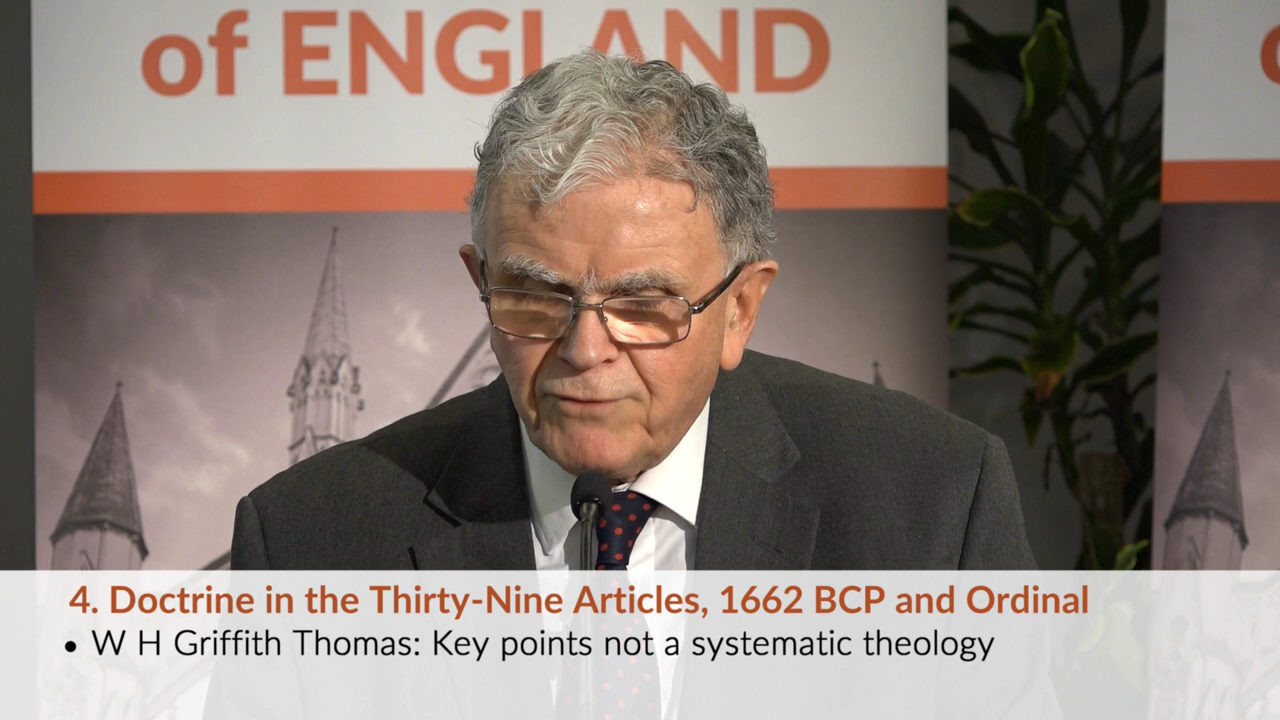 of ENGLAND
4. Doctrine in the Thirty-Nine Articles, 1662 BCP and Ordinal
• W H Griffith Thomas: Key points not a systematic theology